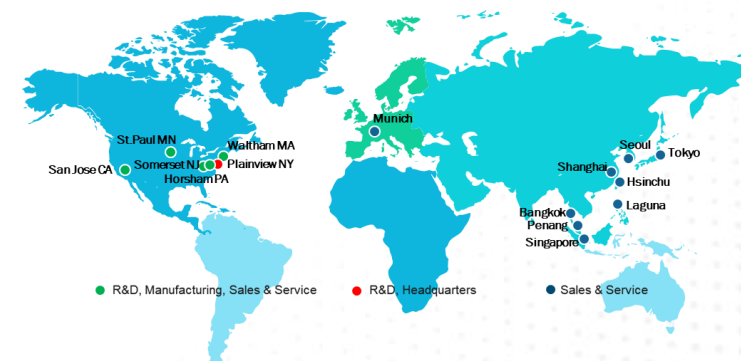 Munich
St.Paul MN
Waltham MA
Seoul
Tokyo
San Jose CA
Somerset NJ
Plainview NY
Shanghai
Horsham PA
Hsinchu
Laguna
Bangkok
Penang
Singapore
R&D, Manufacturing, Sales & Service
R&D, Headquarters
Sales & Service